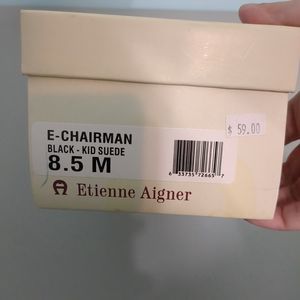 $ 59.00
E-CHAIRMAN
BLACK - KID SUEDE
8.5 M
Etienne Aigner